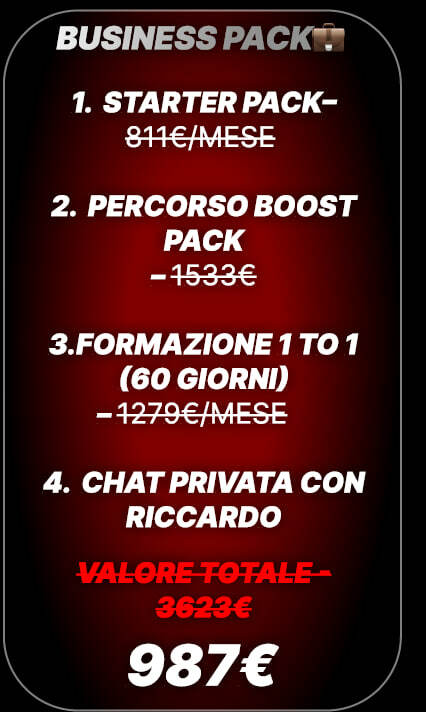 BUSINESS PACK💼
1. STARTER PACK–
811€/MESE
2. PERCORSO BOOST
PACK
– 1533€
3.FORMAZIONE 1 TO 1
(60 GIORNI)
– 1279€/MESE
4. CHAT PRIVATA CON
RICCARDO
VALORE TOTALE -
3623€
987€